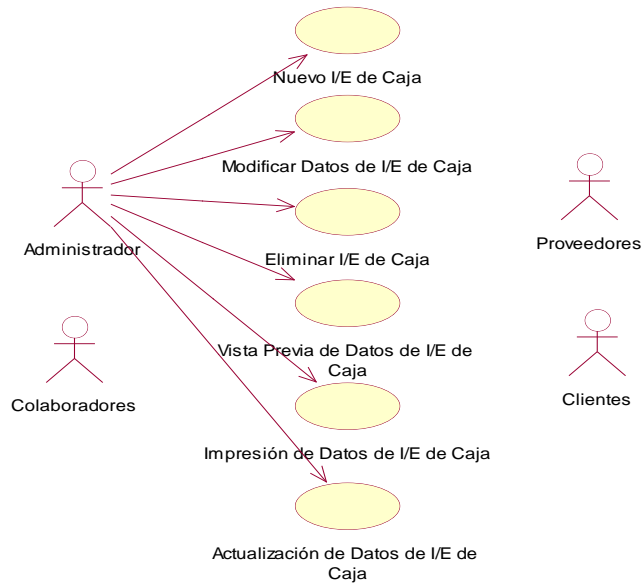 Nuevo I/E de Caja
Modificar Datos de I/E de Caja
Administrador
Proveedores
Eliminar I/E de Caja
Vista Previa de Datos de I/E de
Caja
Colaboradores
Clientes
Impresión de Datos de I/E de Caja
Actualización de Datos de I/E de
Caja